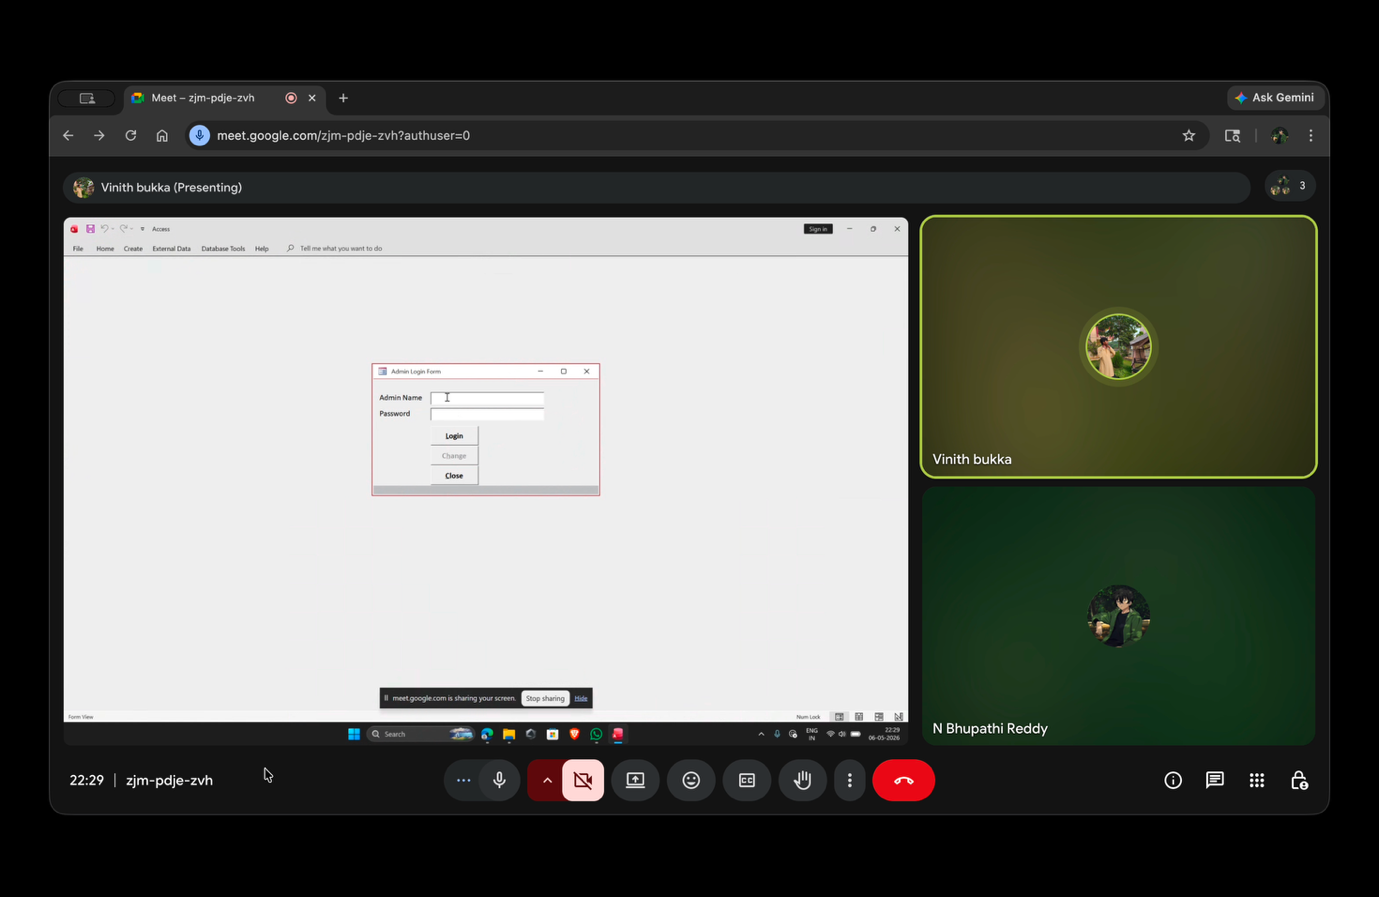 Meet – zjm-pdje-zvh
Ask Gemini
meet.google.com/zjm-pdje-zvh?authuser=0
Vinith bukka (Presenting)
3
Access
Sign in
File Home Create External Data Database Tools Help Tell me what you want to do
Admin Login Form
Admin Name
Password
Login
Change
Close
Vinith bukka
N Bhupathi Reddy
meet.google.com is sharing your screen. Stop sharing Hide
Form View
Num Lock
Search
ENG
IN
22:29
06-05-2026
22:29 | zjm-pdje-zvh
CC